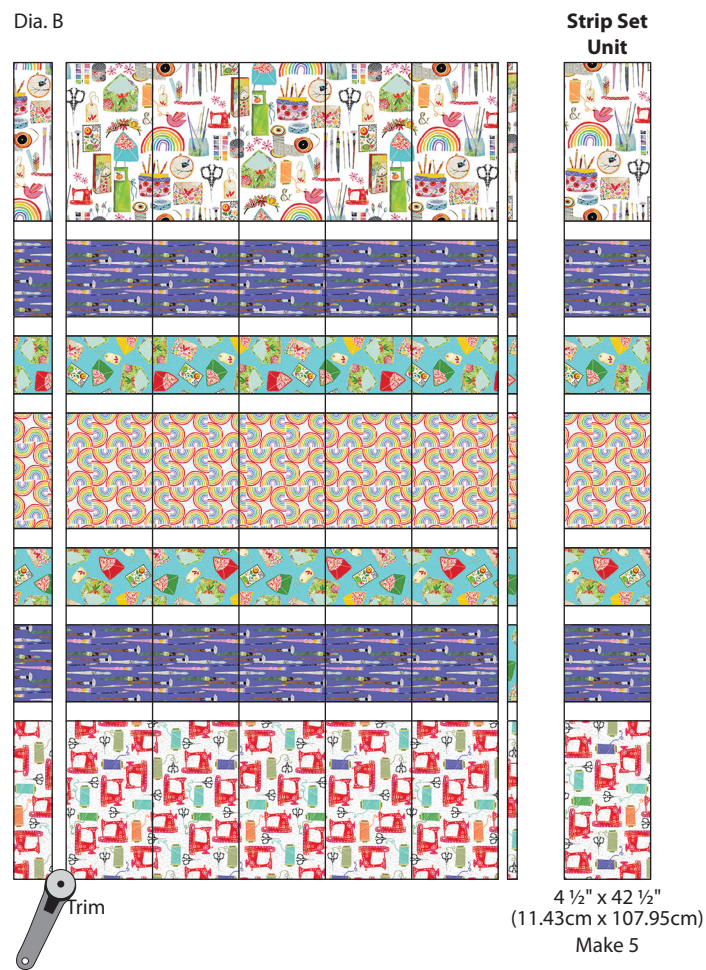 Dia. B
Strip Set
Unit
Trim
4 ½" x 42 ½"
(11.43cm x 107.95cm)
Make 5